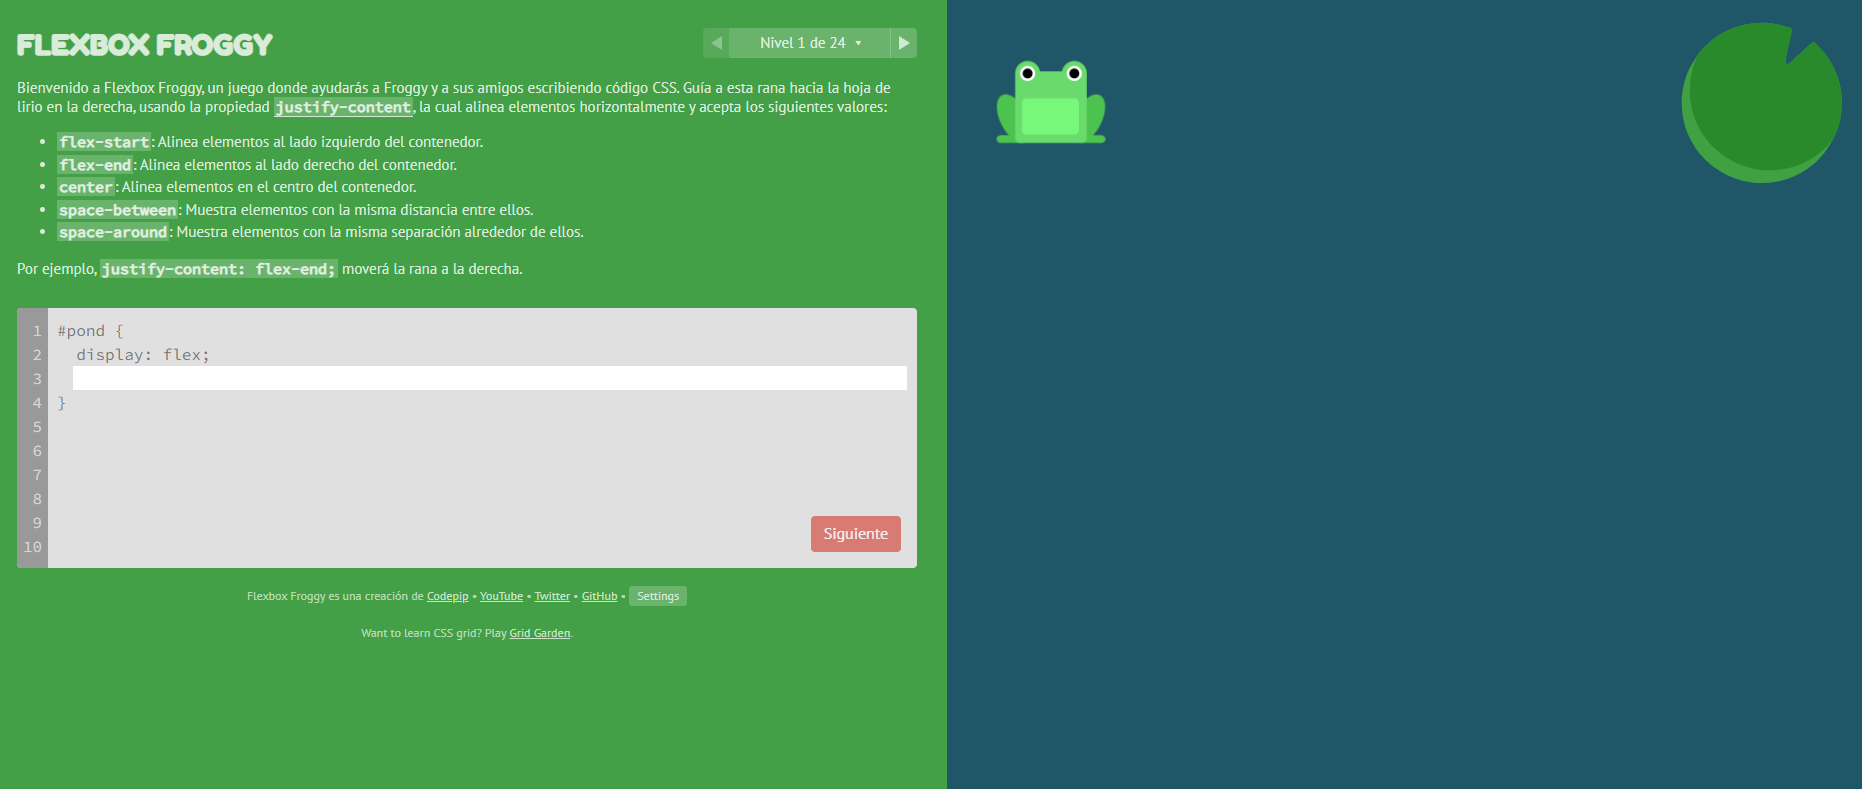 FLEXBOX FROGGY
Nivel 1 de 24
Bienvenido a Flexbox Froggy, un juego donde ayudarás a Froggy y a sus amigos escribiendo código CSS. Guía a esta rana hacia la hoja de
lirio en la derecha, usando la propiedad justify-content, la cual alinea elementos horizontalmente y acepta los siguientes valores:
• flex-start: Alinea elementos al lado izquierdo del contenedor.
• flex-end: Alinea elementos al lado derecho del contenedor.
• center: Alinea elementos en el centro del contenedor.
• space-between: Muestra elementos con la misma distancia entre ellos.
• space-around: Muestra elementos con la misma separación alrededor de ellos.
Por ejemplo, justify-content: flex-end; moverá la rana a la derecha.
1 #pond {
2 display: flex;
3
4 }
5
6
7
8
9
10
Siguiente
Flexbox Froggy es una creación de Codepip • YouTube • Twitter • GitHub • Settings
Want to learn CSS grid? Play Grid Garden.